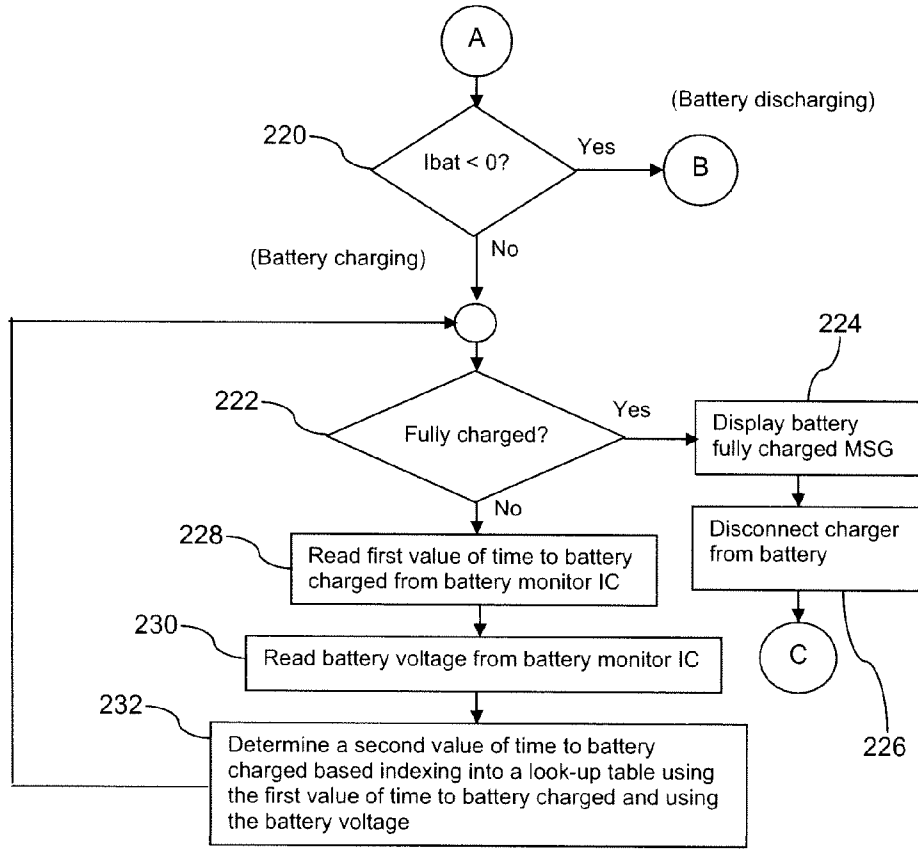 A
(Battery discharging)
220
Ibat < 0?
Yes
B
No
(Battery charging)
224
222
Fully charged?
Yes
Display battery
fully charged MSG
No
228
Read first value of time to battery
charged from battery monitor IC
Disconnect charger
from battery
230
Read battery voltage from battery monitor IC
C
232
226
Determine a second value of time to battery
charged based indexing into a look-up table using
the first value of time to battery charged and using
the battery voltage